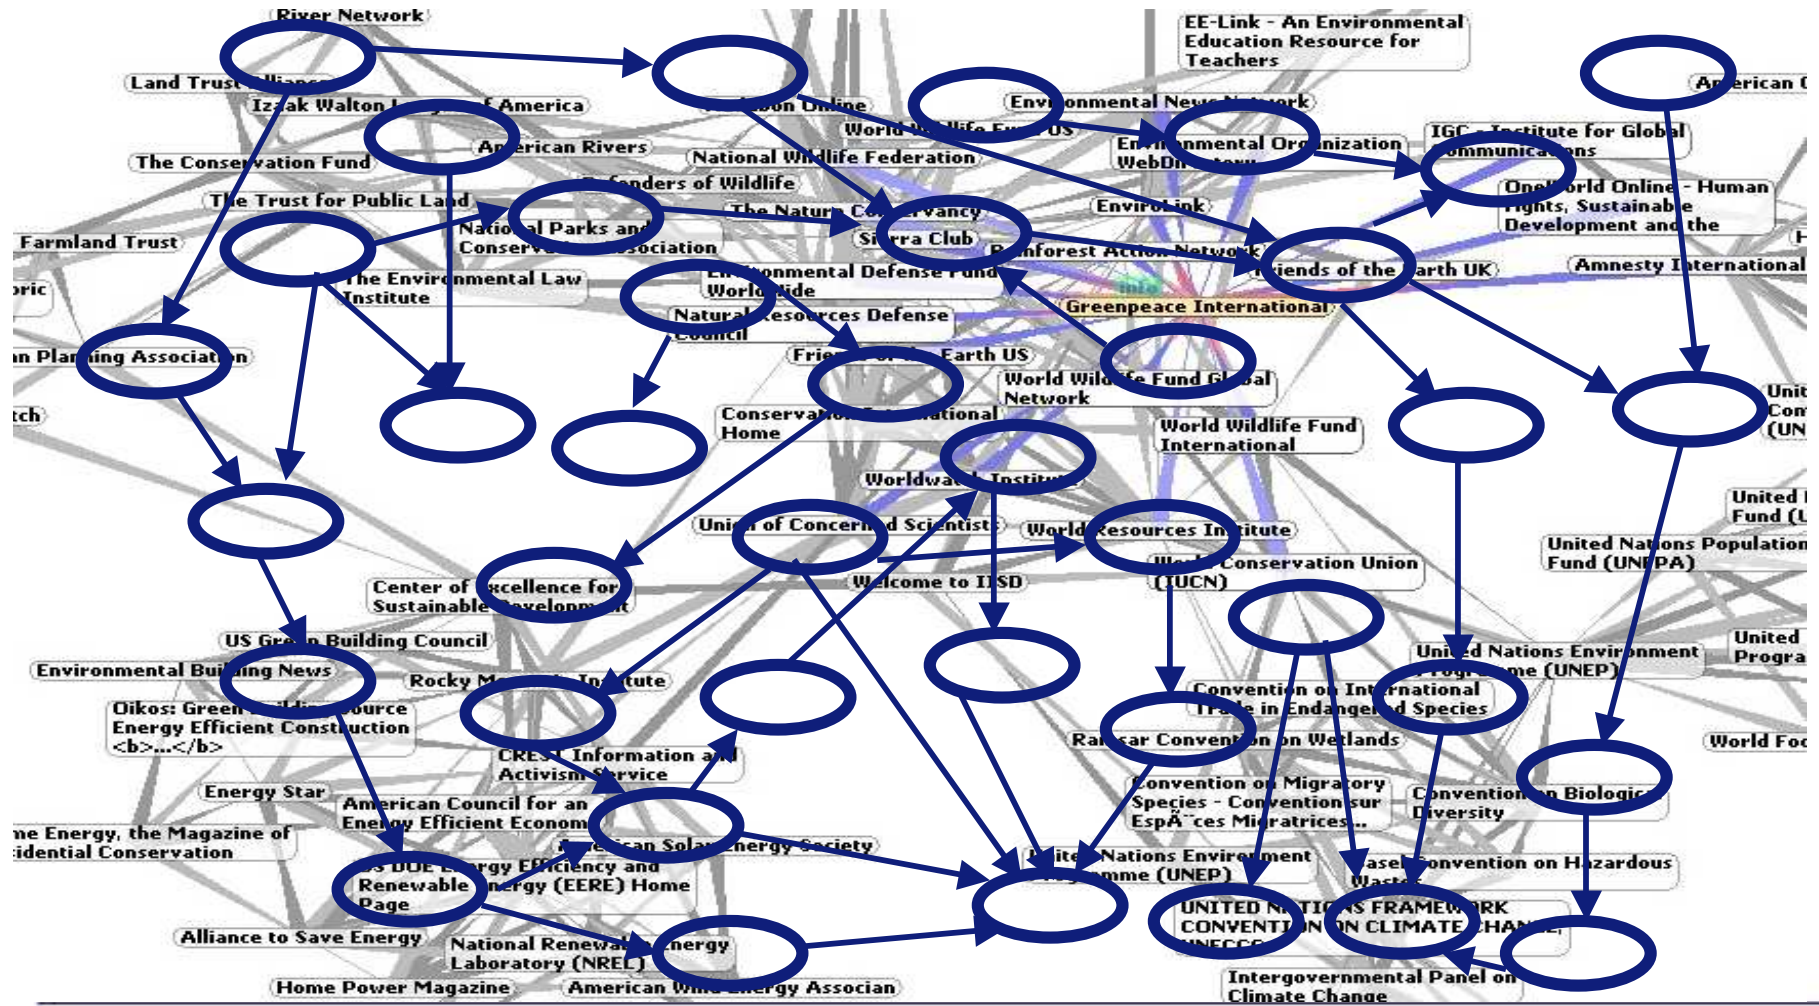 River Network
EE-Link - An Environmental
Education Resource for
Teachers
Land Trust
American
Izaak Walton of America
Online
Environmental News Network
World Wildlife Fund US
IGC - Institute for Global
Communications
American Rivers
The Conservation Fund
National Wildlife Federation
Environmental Organization
Defenders of Wildlife
The Trust for Public Land
The Nature Conservancy
EnviroLink
OneWorld Online - Human
Rights, Sustainable
Development and the
National Parks and
Conservation Association
Farmland Trust
Sierra Club
Rainforest Action Network
Friends of the Earth UK
Amnesty International
The Environmental Law
Institute
Environmental Defense Fund
World Wide
Greenpeace International
Natural Resources Defense
Council
Planning Association
Friends of the Earth US
World Wildlife Fund Global
Network
Conservation International
Home
World Wildlife Fund
International
Worldwatch Institute
United
Fund
Union of Concerned Scientists
World Resources Institute
United Nations Population
Fund (UNFPA)
World Conservation Union
(IUCN)
Welcome to IISD
Center of Excellence for
Sustainable Development
US Green Building Council
United
United Nations Environment
Programme (UNEP)
Environmental Building News
Rocky Institute
Convention on International
Trade in Endangered Species
Oikos: Green Building Source
Energy Efficient Construction
<b>...</b>
Ramsar Convention on Wetlands
World
CREST Information and
Activism Service
Energy Star
Convention on Migratory
Species - Convention sur
EspÄ¨ces Migratrices...
Convention on Biological
Diversity
American Council for an
Energy Efficient
Energy, the Magazine of
Conservation
American Solar Energy Society
United Nations Environment
Programme (UNEP)
Basel Convention on Hazardous
Wastes
US DOE Energy Efficiency and
Renewable Energy (EERE) Home
Page
UNITED NATIONS FRAMEWORK
CONVENTION ON CLIMATE CHANGE,
Alliance to Save Energy
National Renewable Energy
Laboratory (NREL)
Intergovernmental Panel on
Climate Change
Home Power Magazine
American Wind Energy